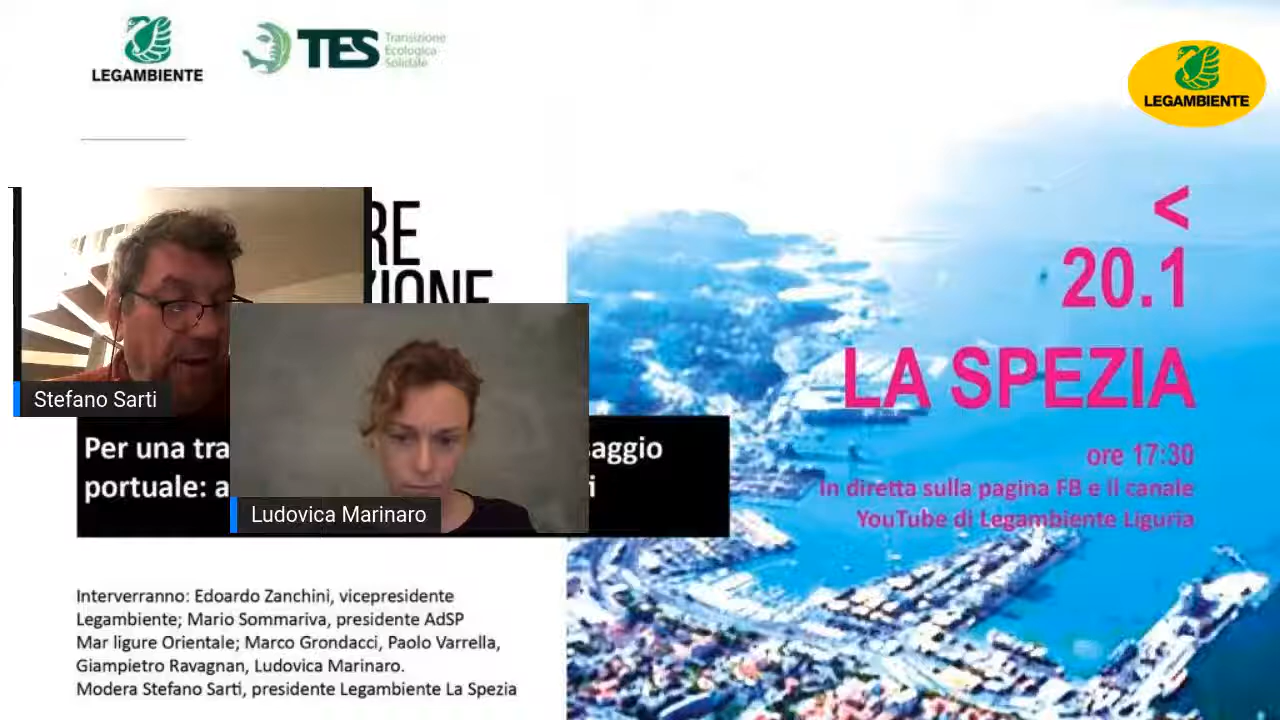 LEGAMBIENTE
TES
Transizione
Ecologica
Solidale
LEGAMBIENTE
RE
ZIONE
<
20.1
LA SPEZIA
ore 17:30
In diretta sulla pagina FB e Il canale
YouTube di Legambiente Liguria
Stefano Sarti
Per una tra saggio
portuale: a i
Ludovica Marinaro
Interverranno: Edoardo Zanchini, vicepresidente
Legambiente; Mario Sommariva, presidente AdSP
Mar ligure Orientale; Marco Grondacci, Paolo Varrella,
Giampietro Ravagnan, Ludovica Marinaro.
Modera Stefano Sarti, presidente Legambiente La Spezia